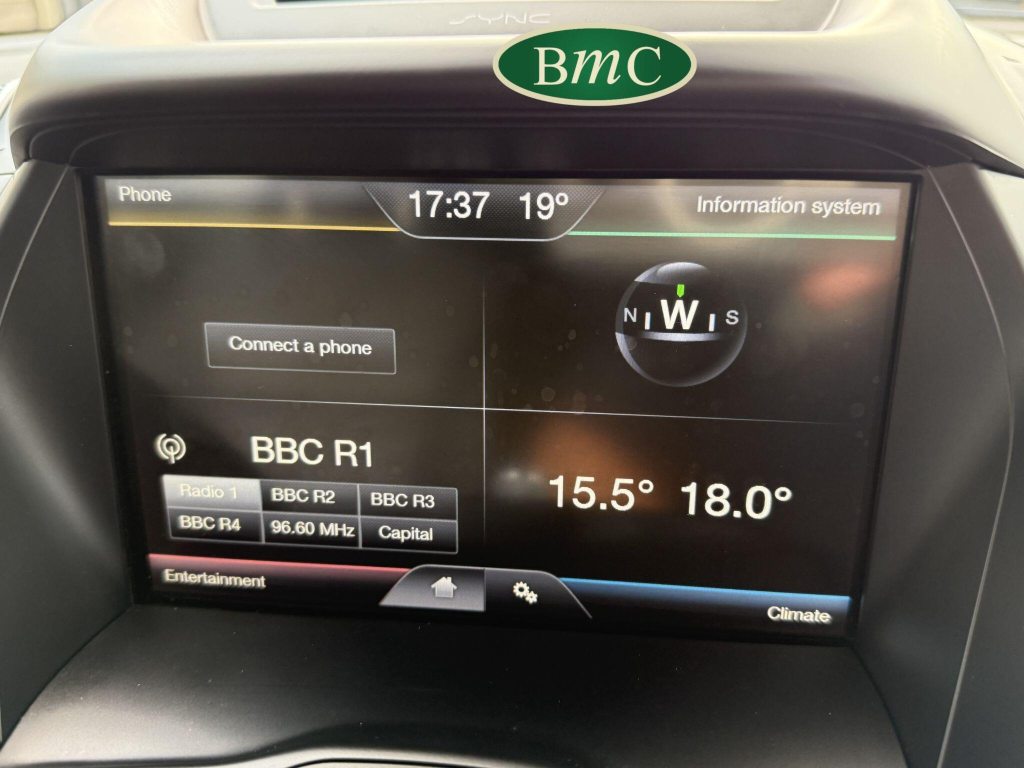 SYNC
BmC
Phone
17:37 19°
Information system
N W S
Connect a phone
BBC R1
Radio 1 BBC R2 BBC R3
BBC R4 96.60 MHz Capital
15.5° 18.0°
Entertainment
Climate